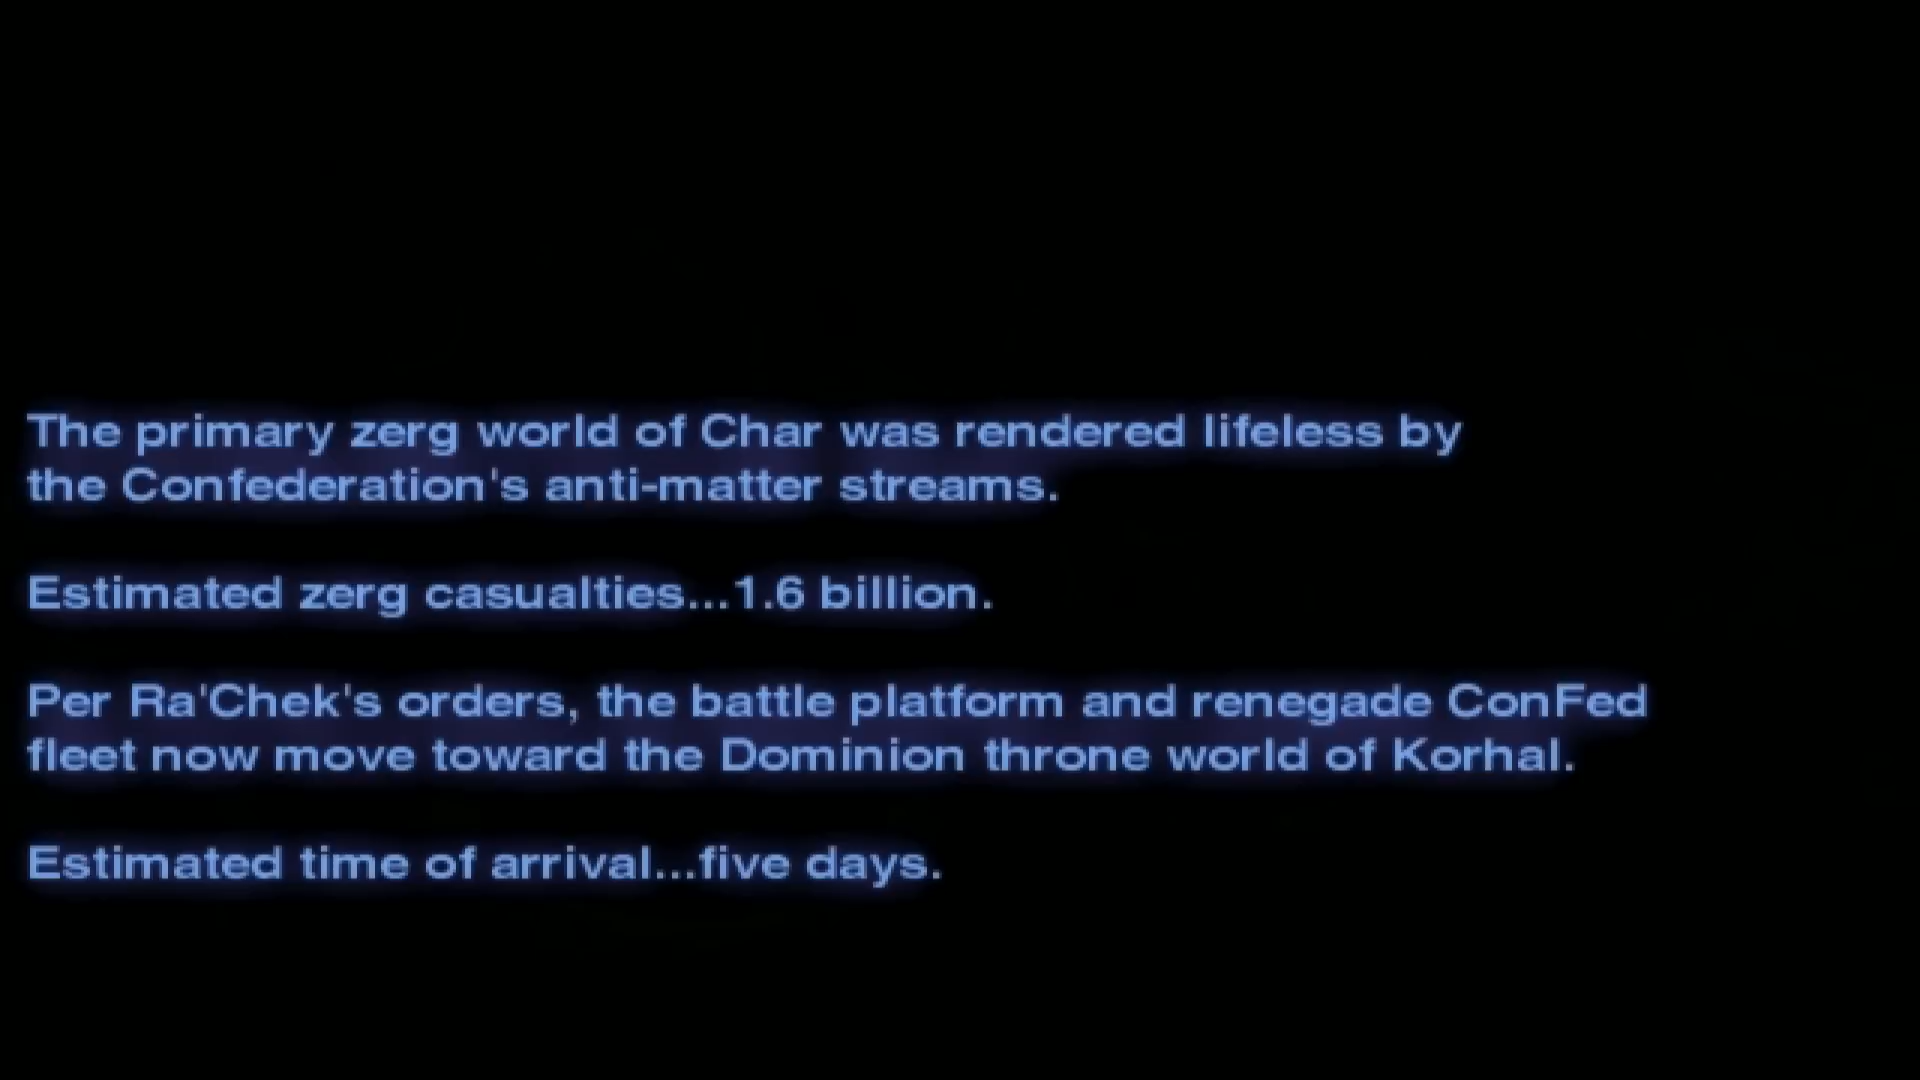 The primary zerg world of Char was rendered lifeless by
the Confederation's anti-matter streams.
Estimated zerg casualties...1.6 billion.
Per Ra'Chek's orders, the battle platform and renegade ConFed
fleet now move toward the Dominion throne world of Korhal.
Estimated time of arrival...five days.